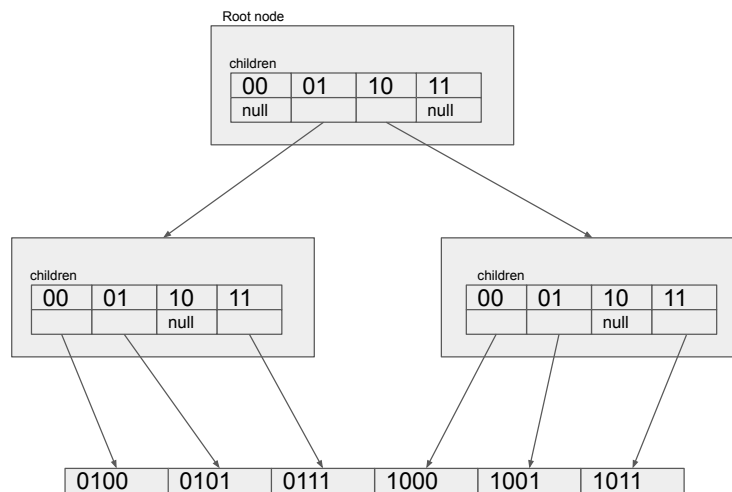 Root node
children
00 01 10 11
null null
children
00 01 10 11
null
children
00 01 10 11
null
0100 0101 0111 1000 1001 1011